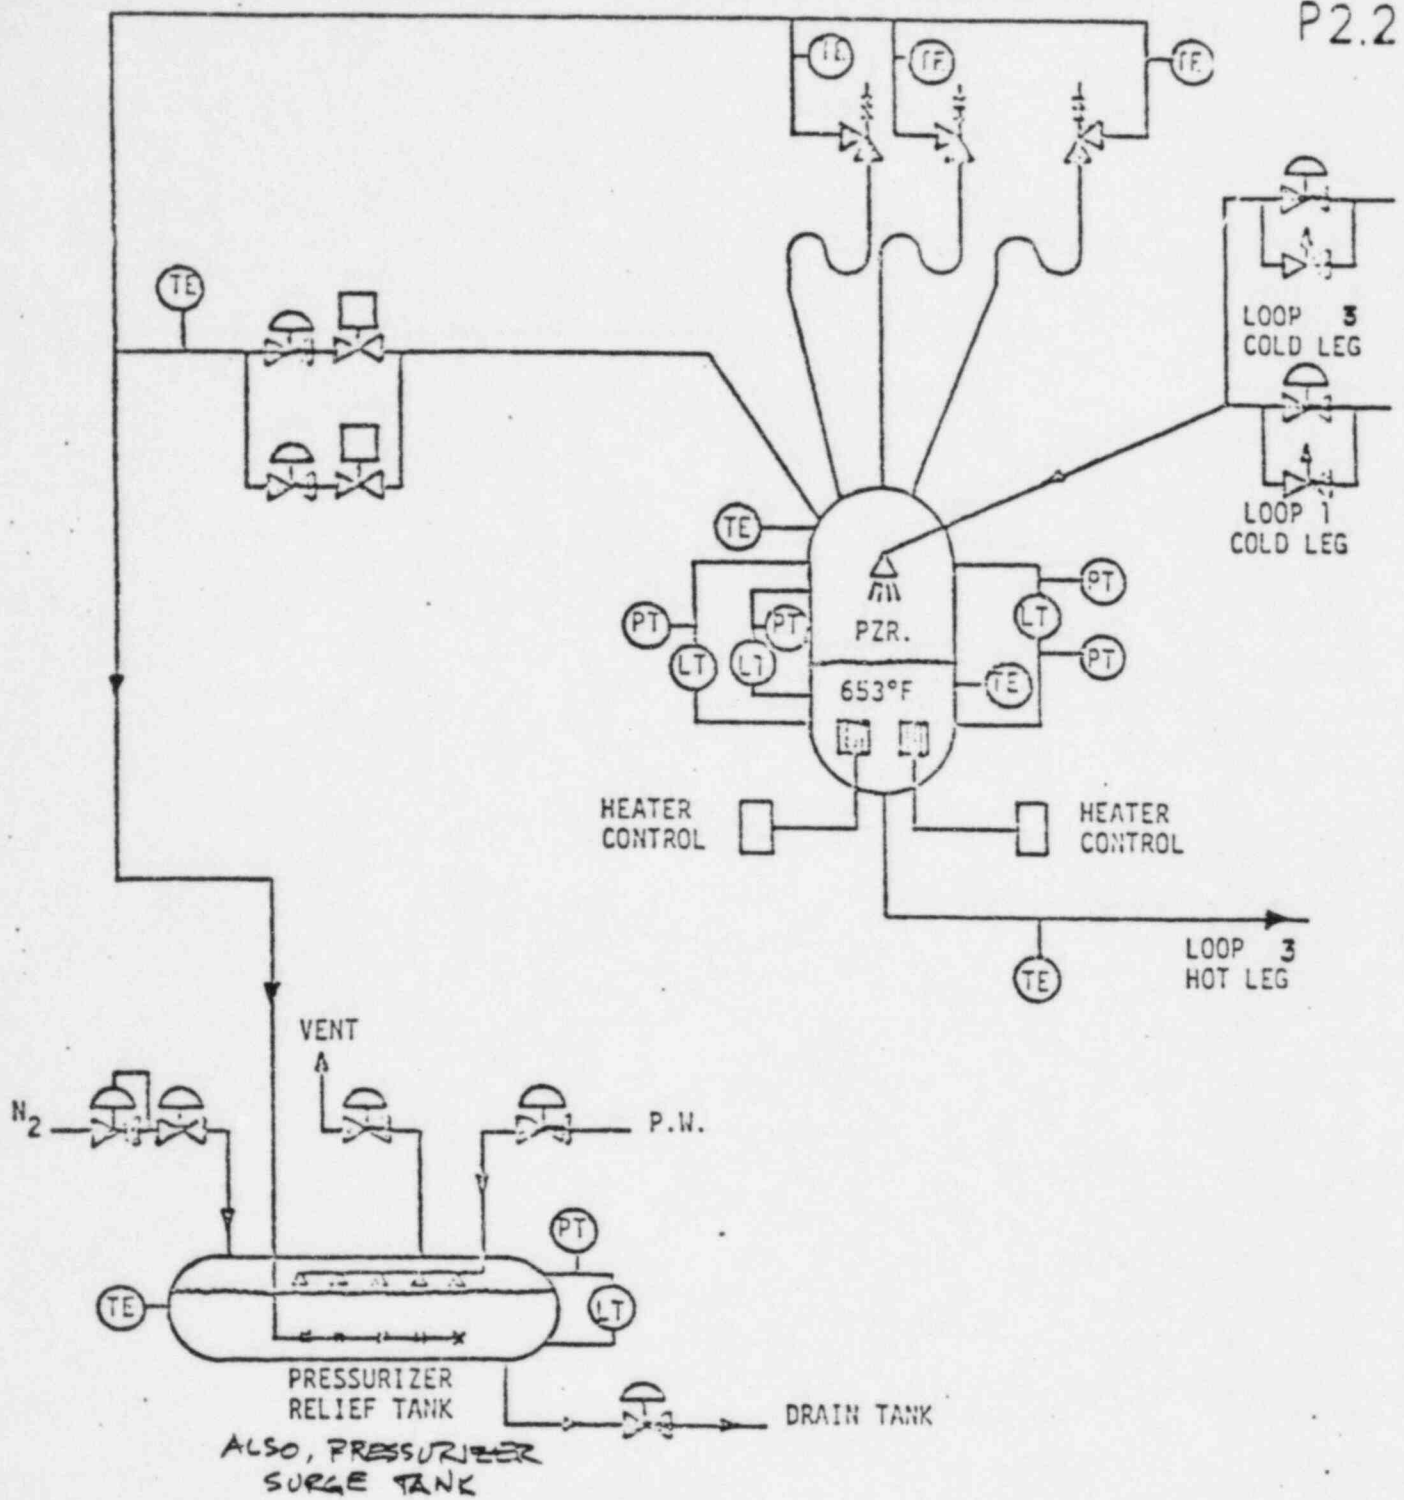 P2.2
TE
TE
TE
TE
LOOP 3
COLD LEG
LOOP 1
COLD LEG
TE
PT
PT
PT
LT
PZR.
LT
LT
PT
653°F
TE
HEATER
CONTROL
HEATER
CONTROL
LOOP 3
HOT LEG
TE
VENT
N2
P.W.
PT
TE
LT
PRESSURIZER
RELIEF TANK
DRAIN TANK
ALSO, PRESSURIZER
SURGE TANK